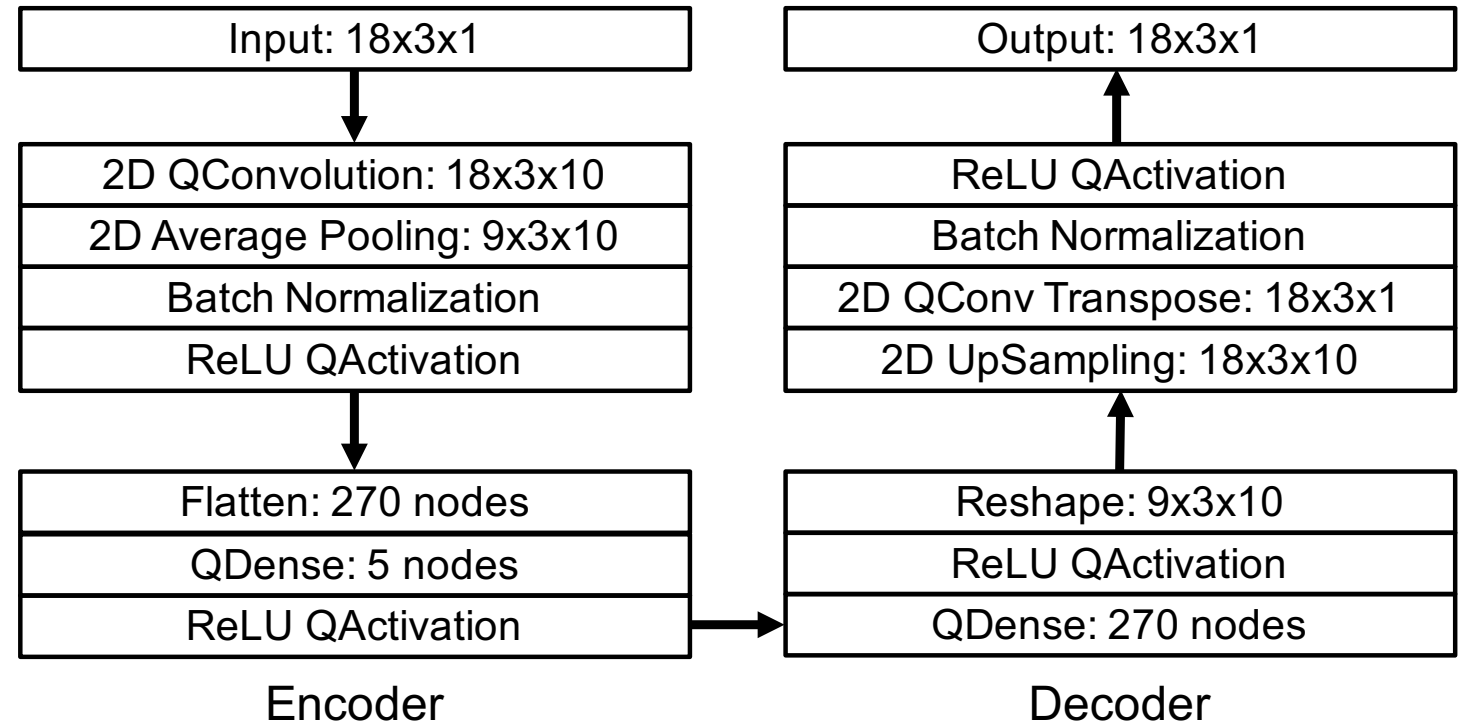 Input: 18x3x1
2D QConvolution: 18x3x10
2D Average Pooling: 9x3x10
Batch Normalization
ReLU QActivation
Flatten: 270 nodes
QDense: 5 nodes
ReLU QActivation
Encoder
Output: 18x3x1
ReLU QActivation
Batch Normalization
2D QConv Transpose: 18x3x1
2D UpSampling: 18x3x10
Reshape: 9x3x10
ReLU QActivation
QDense: 270 nodes
Decoder